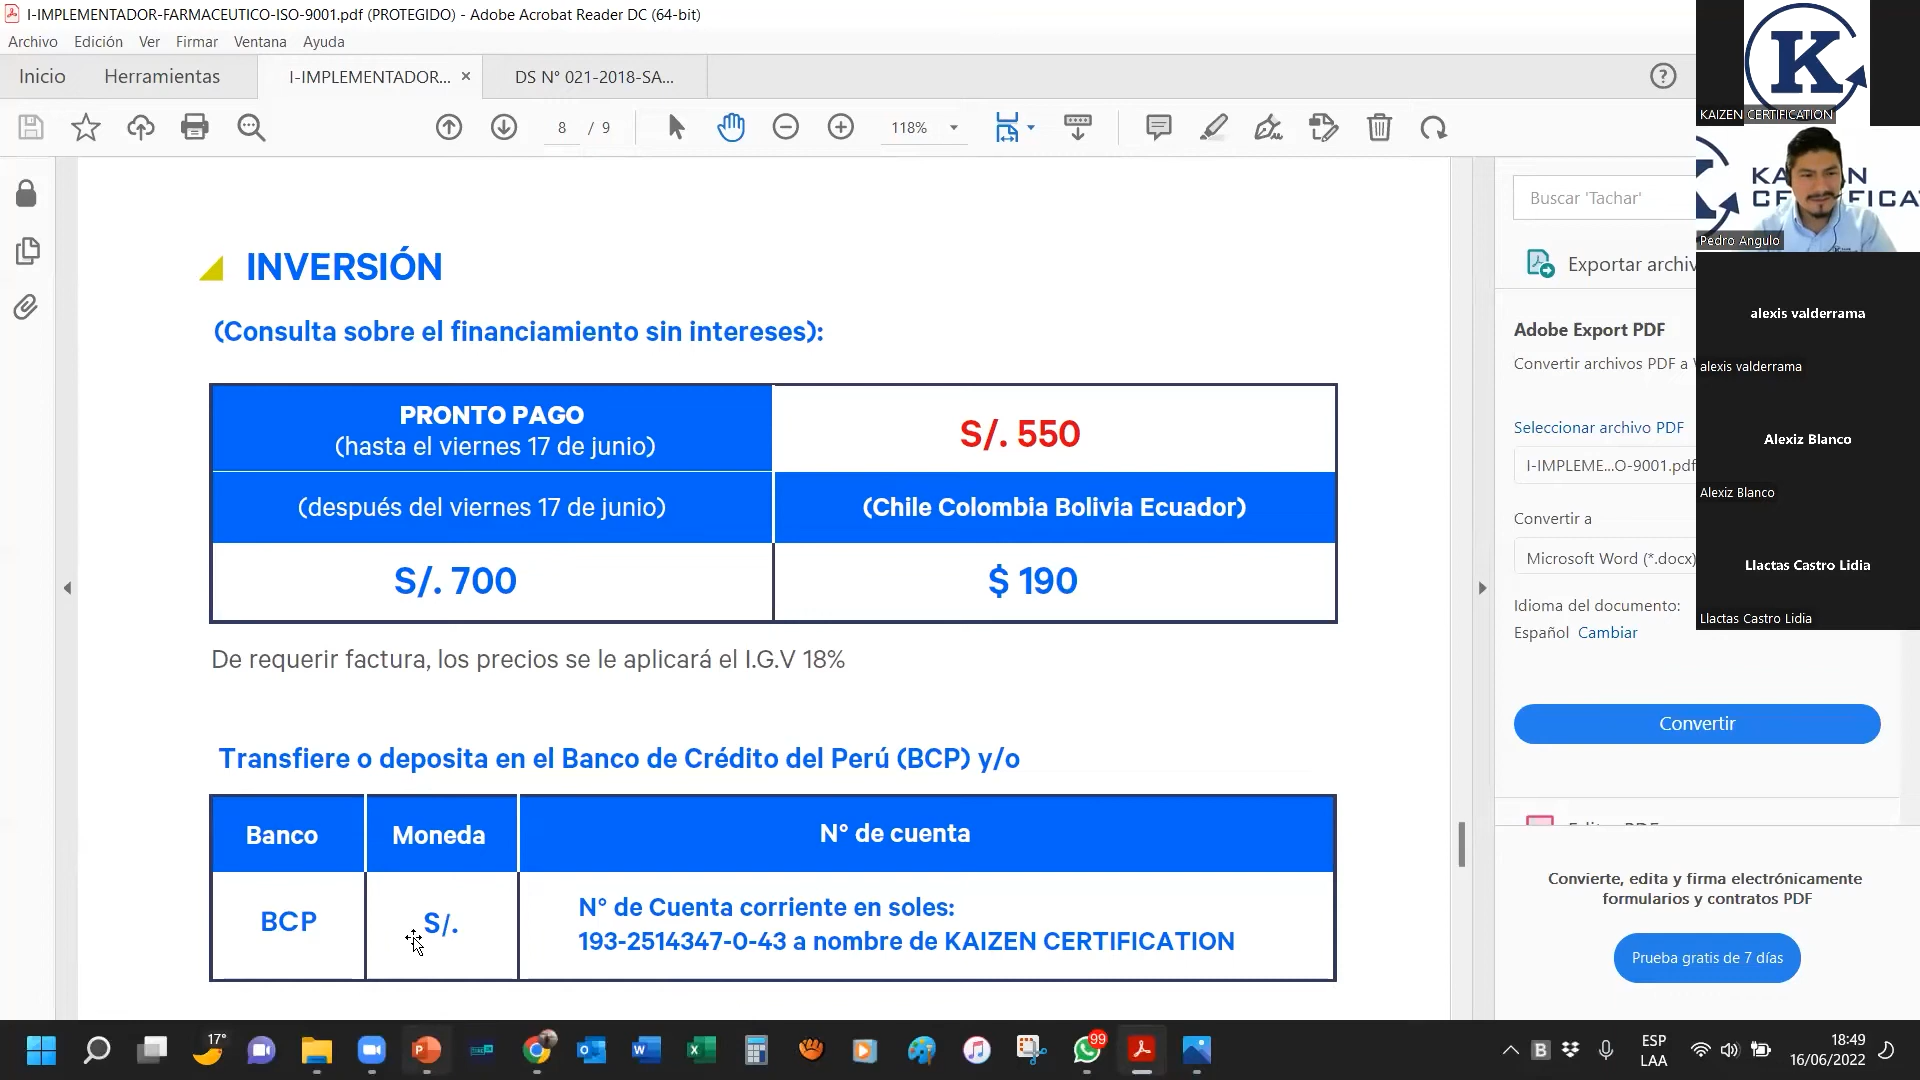 I-IMPLEMENTADOR-FARMACEUTICO-ISO-9001.pdf (PROTEGIDO) - Adobe Acrobat Reader DC (64-bit)
Archivo Edición Ver Firmar Ventana Ayuda
Inicio Herramientas I-IMPLEMENTADOR... × DS N° 021-2018-SA...
8 / 9 118%
INVERSIÓN
(Consulta sobre el financiamiento sin intereses):
PRONTO PAGO
(hasta el viernes 17 de junio)
S/. 550
(después del viernes 17 de junio)
(Chile Colombia Bolivia Ecuador)
S/. 700
$ 190
De requerir factura, los precios se le aplicará el I.G.V 18%
Transfiere o deposita en el Banco de Crédito del Perú (BCP) y/o
Banco Moneda N° de cuenta
BCP
S/.
N° de Cuenta corriente en soles:
193-2514347-0-43 a nombre de KAIZEN CERTIFICATION
Buscar 'Tachar'
Exportar archiv
Adobe Export PDF
Convertir archivos PDF a
Seleccionar archivo PDF
I-IMPLEME...O-9001.pdf
Convertir a
Microsoft Word (*.docx)
Idioma del documento:
Español Cambiar
Convertir
Convierte, edita y firma electrónicamente
formularios y contratos PDF
Prueba gratis de 7 días
K
KAIZEN CERTIFICATION
Pedro Angulo
alexis valderrama
alexis valderrama
Alexiz Blanco
Alexiz Blanco
Llactas Castro Lidia
Llactas Castro Lidia
17°
99
ESP
LAA
18:49
16/06/2022